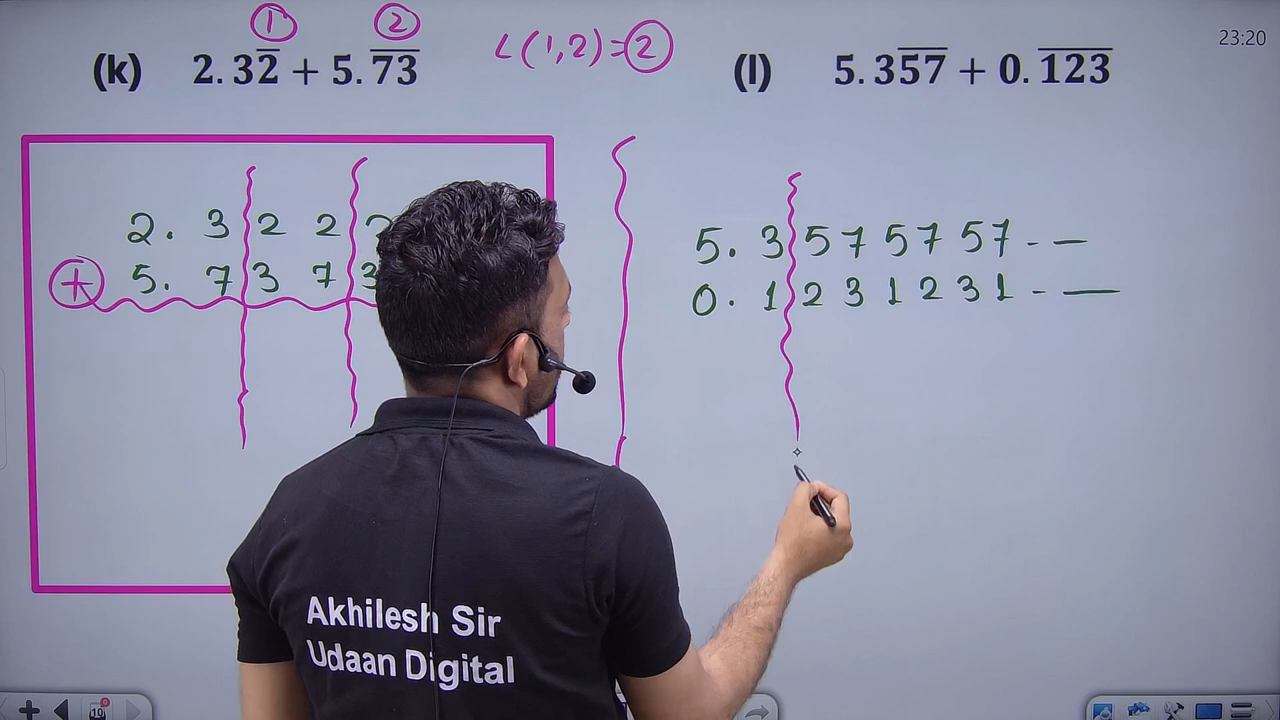 ① ②
L(1,2)=②
23:20
(k) 2.32̅ + 5.7̅3̅
(l) 5.35̅7̅ + 0.1̅2̅3̅
2. 3 2 2
⊕ 5. 7 3 7 3
5. 3 5 7 5 7 5 7 - —
0. 1 2 3 1 2 3 1 - —
Akhilesh Sir
Udaan Digital